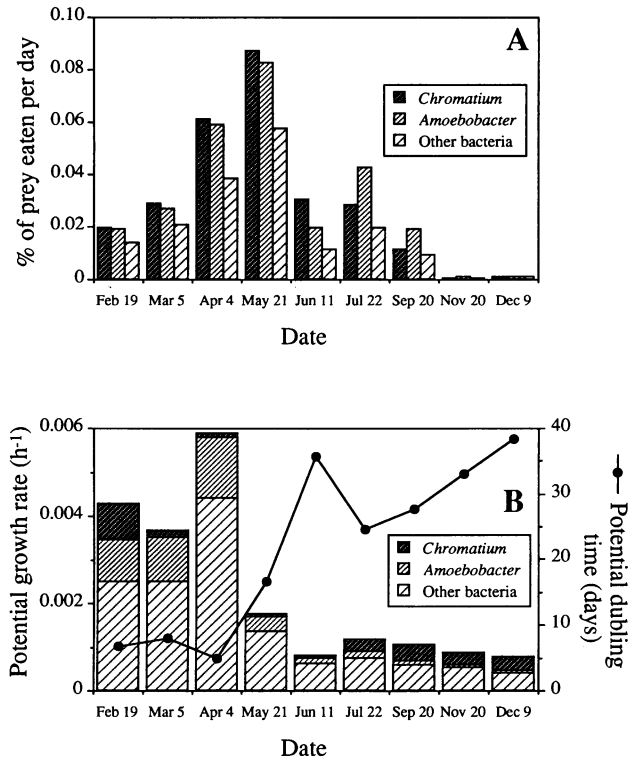 A
% of prey eaten per day
0.10
0.08
0.06
0.04
0.02
0
Chromatium
Amoebobacter
Other bacteria
Feb 19 Mar 5 Apr 4 May 21 Jun 11 Jul 22 Sep 20 Nov 20 Dec 9
Date
B
Potential growth rate (h-1)
0.006
0.004
0.002
0
40
30
20
10
0
Potential dubling
time (days)
Chromatium
Amoebobacter
Other bacteria
Feb 19 Mar 5 Apr 4 May 21 Jun 11 Jul 22 Sep 20 Nov 20 Dec 9
Date